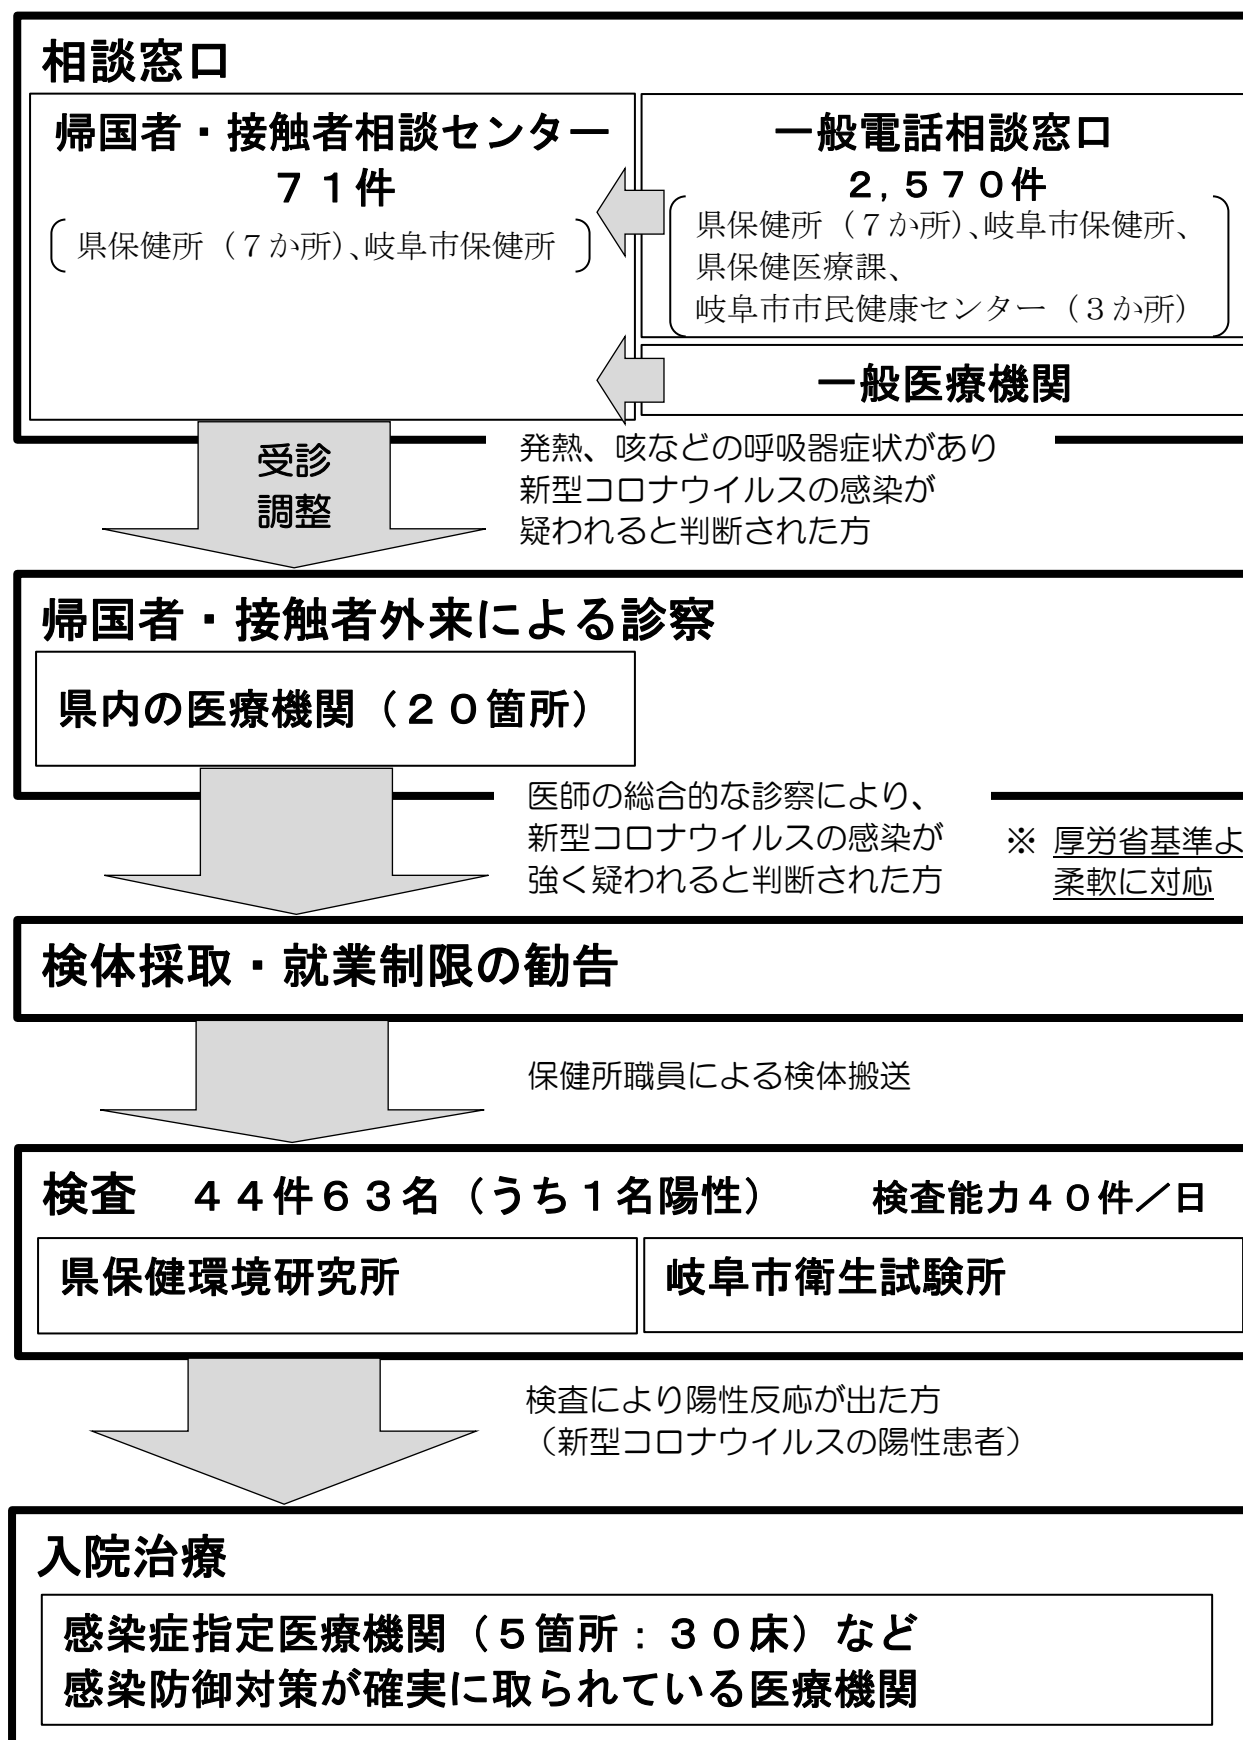 相談窓口
帰国者・接触者相談センター
７１件
県保健所（７か所）、岐阜市保健所
一般電話相談窓口
２，５７０件
県保健所（７か所）、岐阜市保健所、
県保健医療課、
岐阜市市民健康センター（３か所）
一般医療機関
受診
調整
発熱、咳などの呼吸器症状があり
新型コロナウイルスの感染が
疑われると判断された方
帰国者・接触者外来による診察
県内の医療機関（２０箇所）
医師の総合的な診察により、
新型コロナウイルスの感染が
強く疑われると判断された方
※ 厚労省基準よ
柔軟に対応
検体採取・就業制限の勧告
保健所職員による検体搬送
検査　４４件６３名（うち１名陽性）　検査能力４０件／日
県保健環境研究所
岐阜市衛生試験所
検査により陽性反応が出た方
（新型コロナウイルスの陽性患者）
入院治療
感染症指定医療機関（５箇所：３０床）など
感染防御対策が確実に取られている医療機関